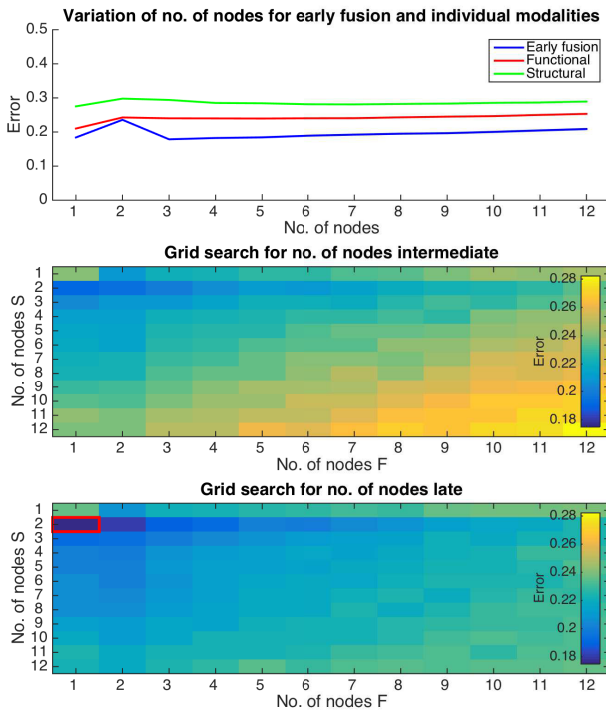 Variation of no. of nodes for early fusion and individual modalities
0.5
0.4
0.3
0.2
0.1
0
Error
Early fusion
Functional
Structural
1 2 3 4 5 6 7 8 9 10 11 12
No. of nodes
Grid search for no. of nodes intermediate
No. of nodes S
1
2
3
4
5
6
7
8
9
10
11
12
Error
0.28
0.26
0.24
0.22
0.2
0.18
1 2 3 4 5 6 7 8 9 10 11 12
No. of nodes F
Grid search for no. of nodes late
No. of nodes S
1
2
3
4
5
6
7
8
9
10
11
12
Error
0.28
0.26
0.24
0.22
0.2
0.18
1 2 3 4 5 6 7 8 9 10 11 12
No. of nodes F